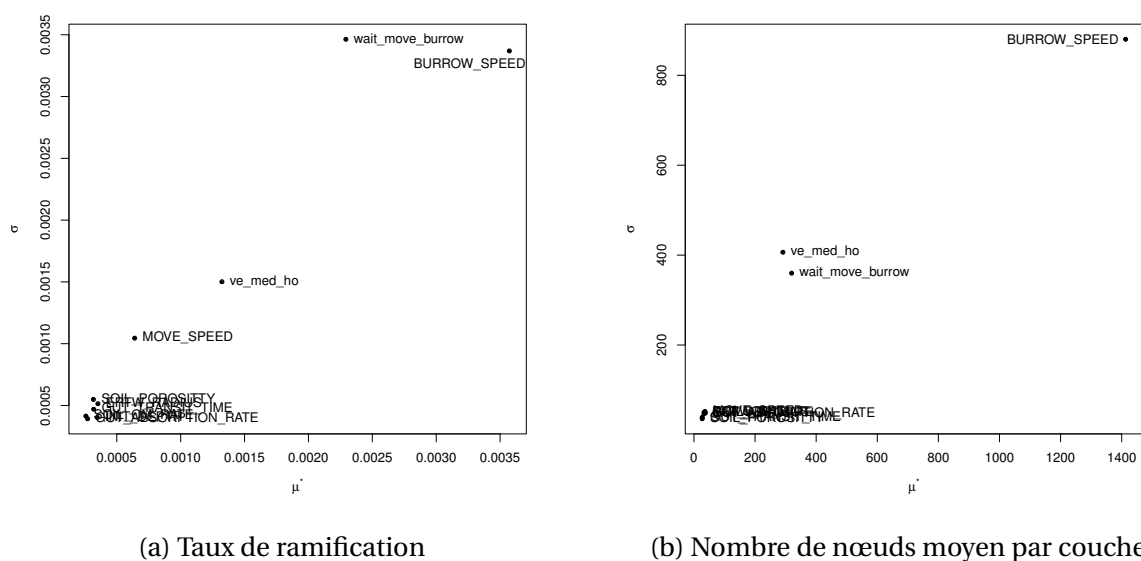 0.0035
0.0030
0.0025
0.0020
0.0015
0.0010
0.0005
σ
wait_move_burrow
BURROW_SPEED
ve_med_ho
MOVE_SPEED
SOIL_POROSITTY
GUT_ABSORPTION_RATE
0.0005 0.0010 0.0015 0.0020 0.0025 0.0030 0.0035
μ*
(a) Taux de ramification
800
600
400
200
σ
BURROW_SPEED
ve_med_ho
wait_move_burrow
SOIL_POROSITY
0 200 400 600 800 1000 1200 1400
μ*
(b) Nombre de nœuds moyen par couche